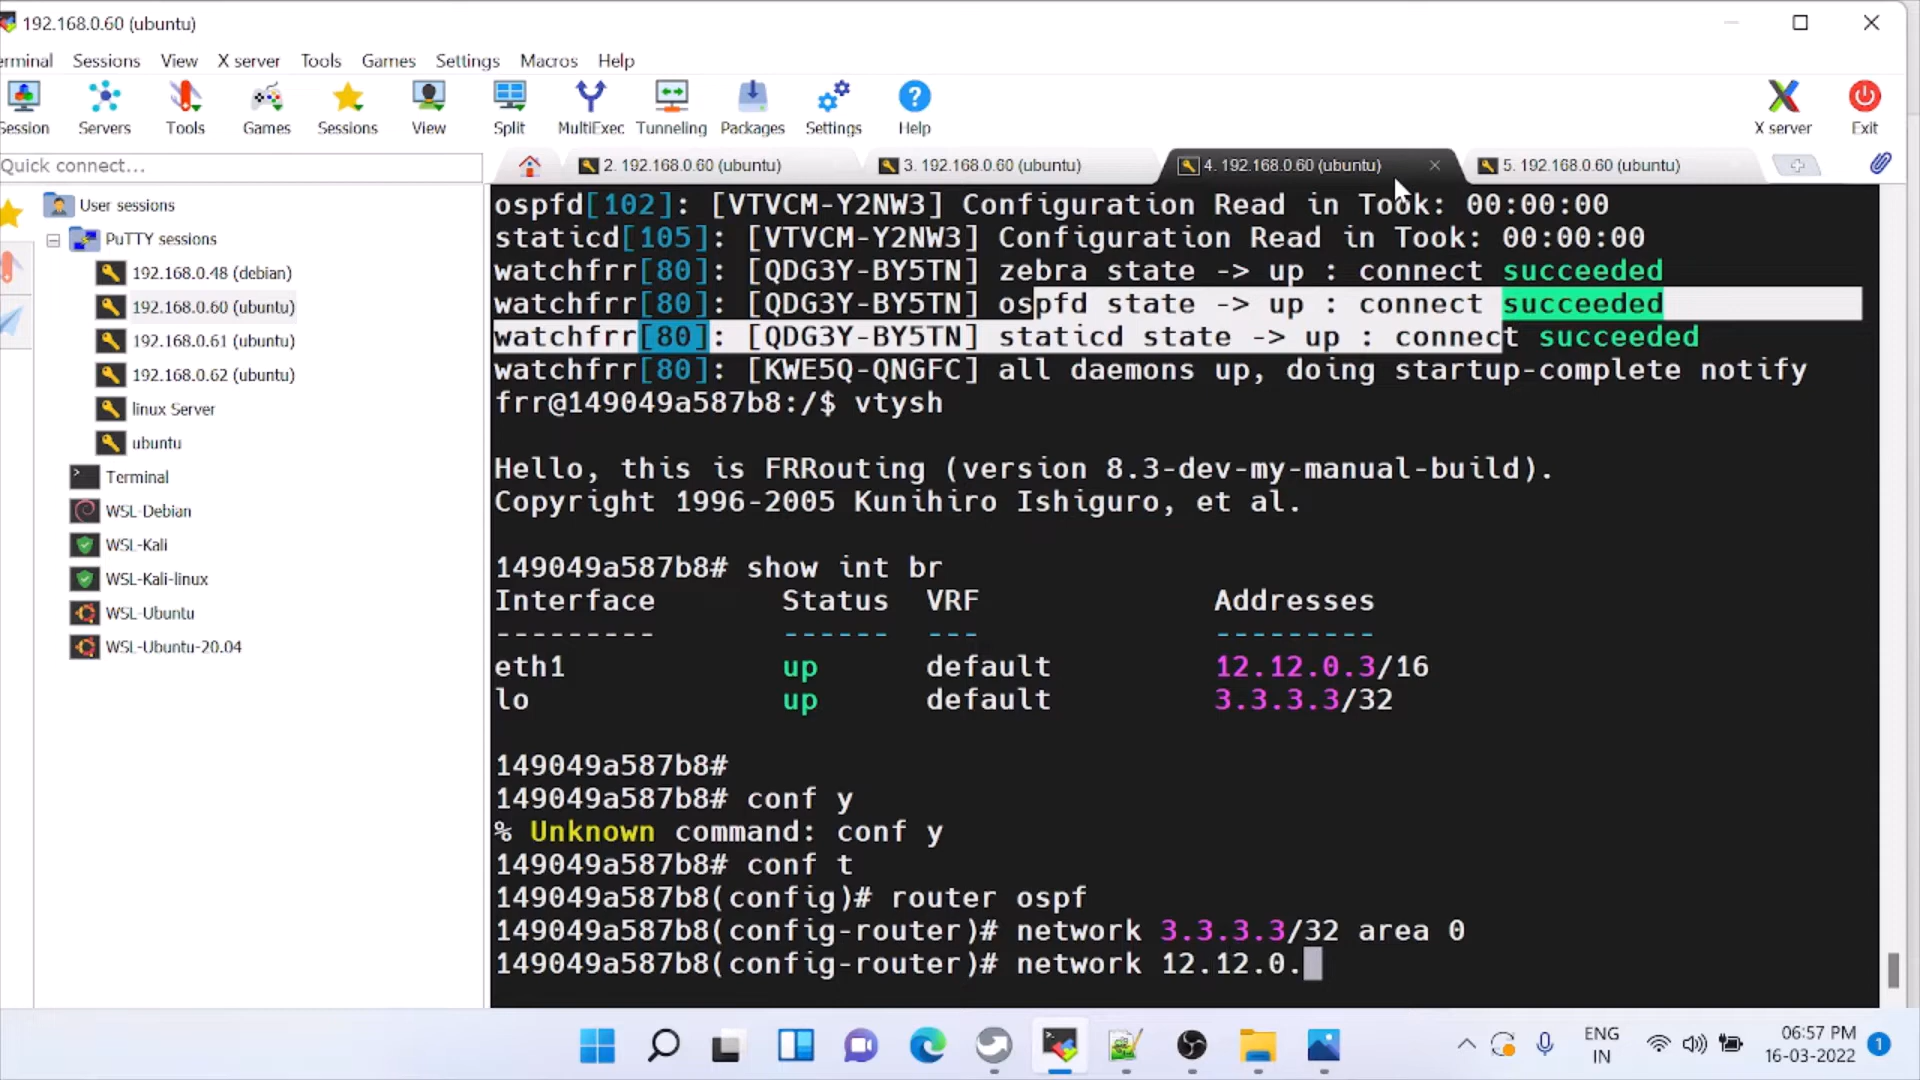 192.168.0.60 (ubuntu)
erminal Sessions View X server Tools Games Settings Macros Help
Session Servers Tools Games Sessions View Split MultiExec Tunneling Packages Settings Help X server Exit
Quick connect...
2. 192.168.0.60 (ubuntu) 3. 192.168.0.60 (ubuntu) 4. 192.168.0.60 (ubuntu) 5. 192.168.0.60 (ubuntu)
User sessions
PuTTY sessions
192.168.0.48 (debian)
192.168.0.60 (ubuntu)
192.168.0.61 (ubuntu)
192.168.0.62 (ubuntu)
linux Server
ubuntu
Terminal
WSL-Debian
WSL-Kali
WSL-Kali-linux
WSL-Ubuntu
WSL-Ubuntu-20.04
ospfd[102]: [VTVCM-Y2NW3] Configuration Read in Took: 00:00:00
staticd[105]: [VTVCM-Y2NW3] Configuration Read in Took: 00:00:00
watchfrr[80]: [QDG3Y-BY5TN] zebra state -> up : connect succeeded
watchfrr[80]: [QDG3Y-BY5TN] ospfd state -> up : connect succeeded
watchfrr[80]: [QDG3Y-BY5TN] staticd state -> up : connect succeeded
watchfrr[80]: [KWE5Q-QNGFC] all daemons up, doing startup-complete notify
frr@149049a587b8:/$ vtysh
Hello, this is FRRouting (version 8.3-dev-my-manual-build).
Copyright 1996-2005 Kunihiro Ishiguro, et al.
149049a587b8# show int br
Interface Status VRF Addresses
--------- ------ --- ---------
eth1 up default 12.12.0.3/16
lo up default 3.3.3.3/32
149049a587b8#
149049a587b8# conf y
% Unknown command: conf y
149049a587b8# conf t
149049a587b8(config)# router ospf
149049a587b8(config-router)# network 3.3.3.3/32 area 0
149049a587b8(config-router)# network 12.12.0.
ENG
IN
06:57 PM
16-03-2022
1